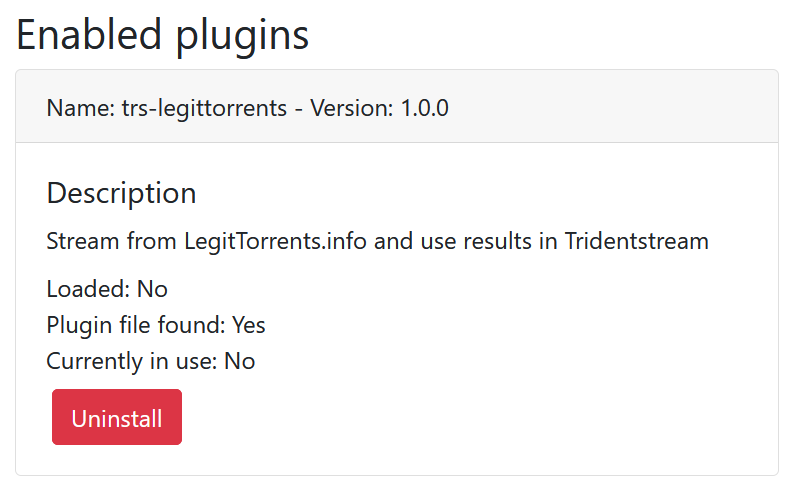 Enabled plugins
Name: trs-legittorrents - Version: 1.0.0
Description
Stream from LegitTorrents.info and use results in Tridentstream
Loaded: No
Plugin file found: Yes
Currently in use: No
Uninstall